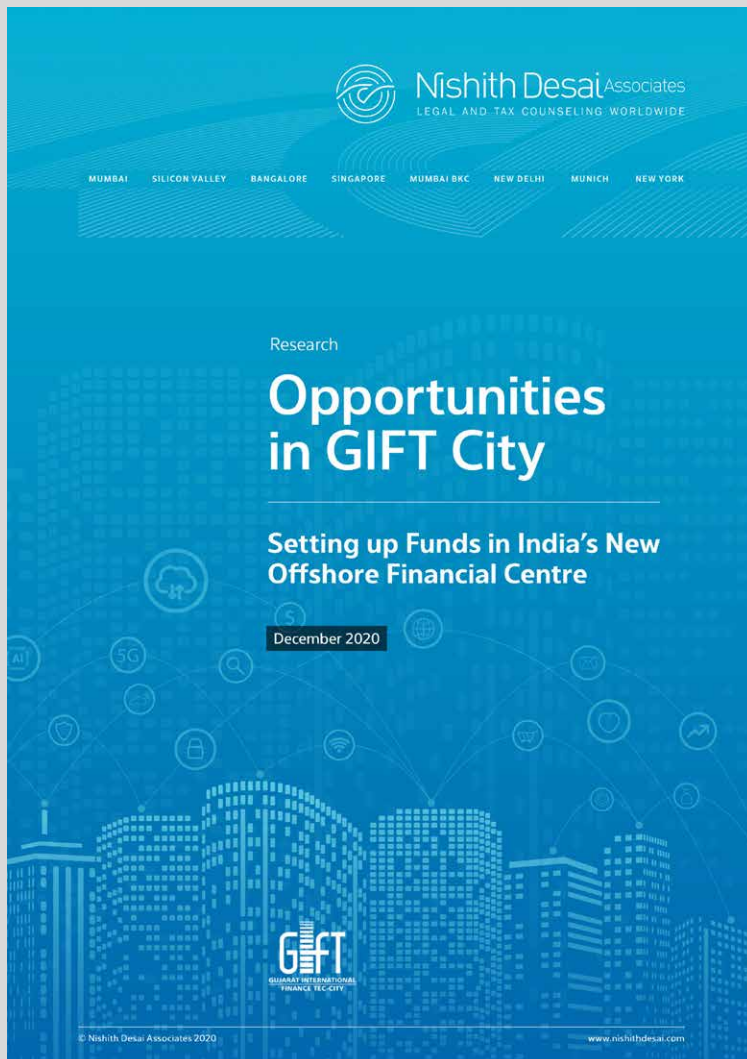 Nishith Desai Associates
LEGAL AND TAX COUNSELING WORLDWIDE
MUMBAI SILICON VALLEY BANGALORE SINGAPORE MUMBAI BKC NEW DELHI MUNICH NEW YORK
Research
Opportunities
in GIFT City
Setting up Funds in India's New
Offshore Financial Centre
December 2020
S
AI
5G
GIFT
GUJARAT INTERNATIONAL
FINANCE TEC-CITY
© Nishith Desai Associates 2020
www.nishithdesai.com